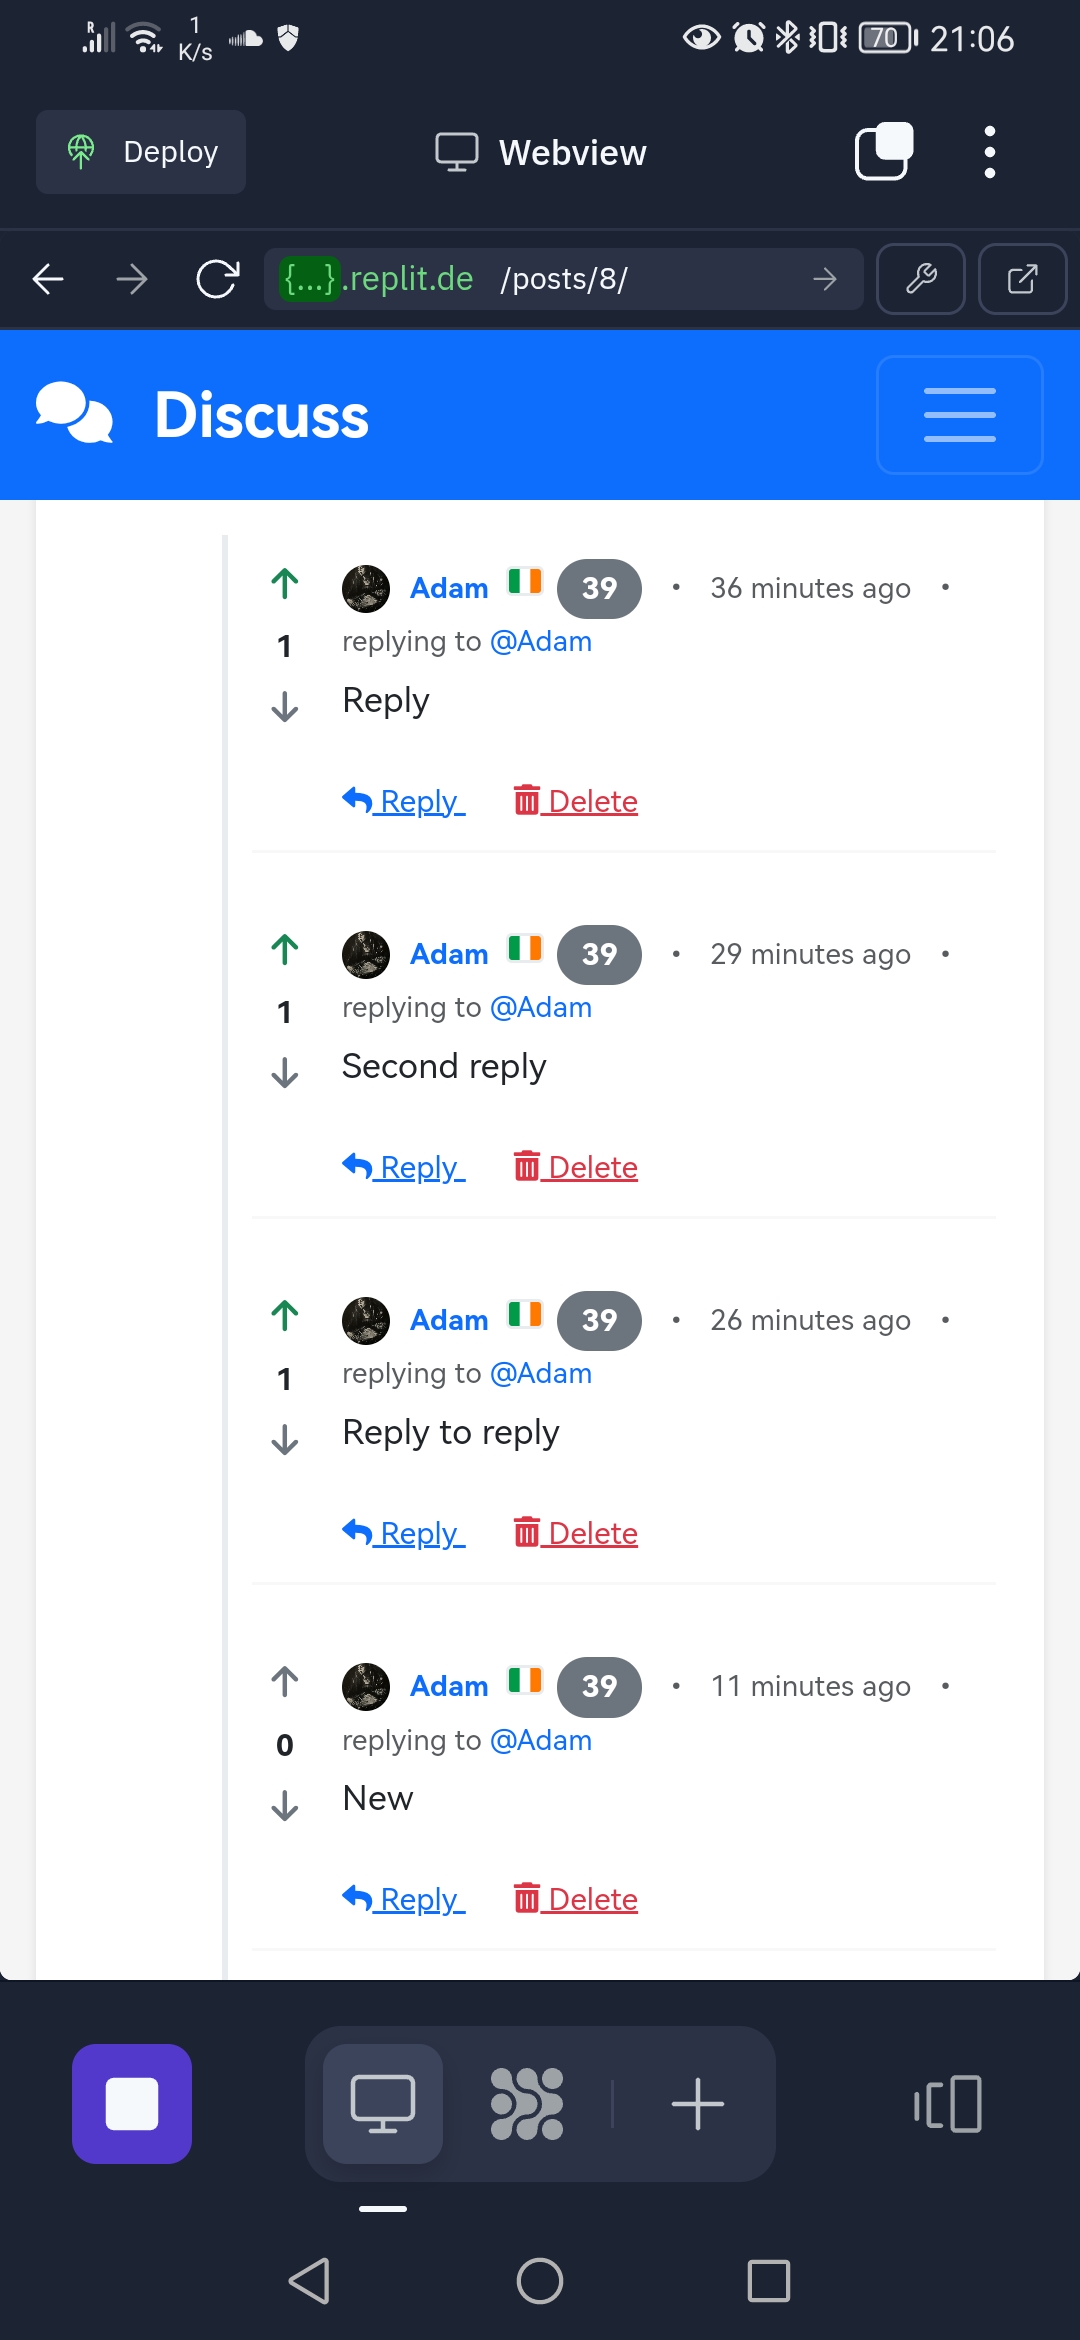 R 1 K/s 70 21:06
Deploy Webview
{...}.replit.de /posts/8/
Discuss
Adam 39 • 36 minutes ago •
1 replying to @Adam
Reply
Reply Delete
Adam 39 • 29 minutes ago •
1 replying to @Adam
Second reply
Reply Delete
Adam 39 • 26 minutes ago •
1 replying to @Adam
Reply to reply
Reply Delete
Adam 39 • 11 minutes ago •
0 replying to @Adam
New
Reply Delete